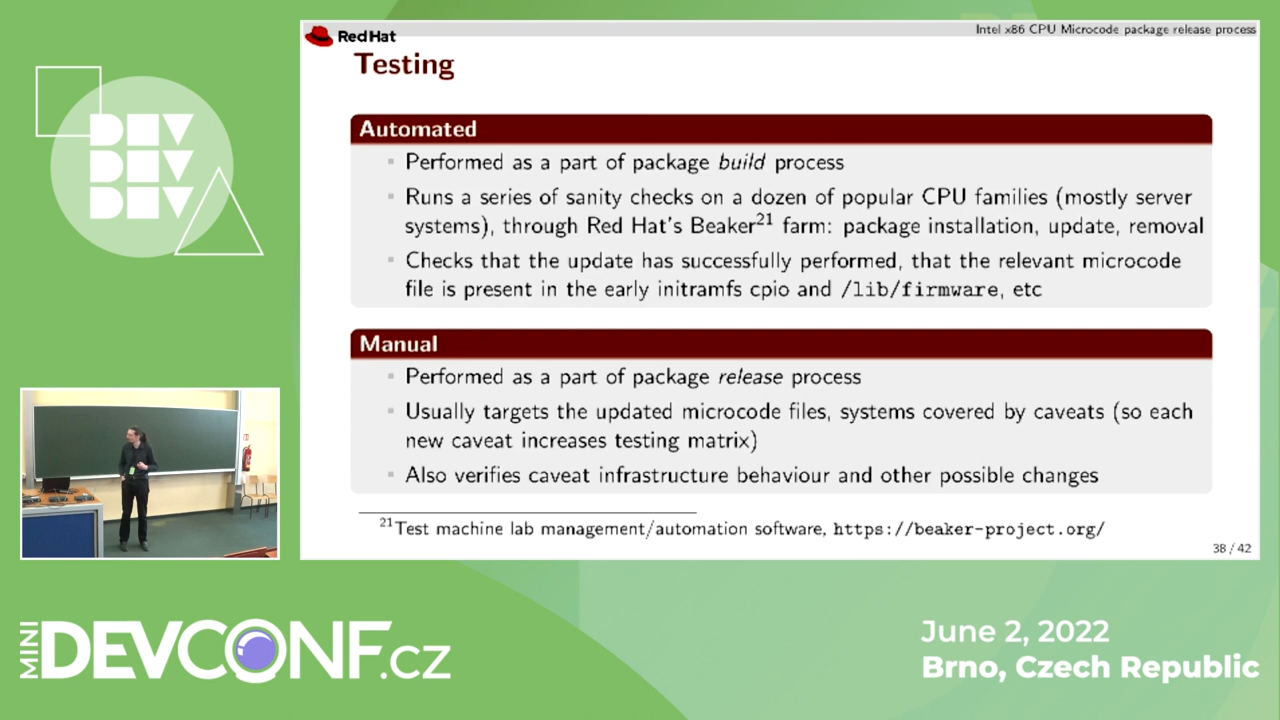 Red Hat
Intel x86 CPU Microcode package release process
Testing
Automated
Performed as a part of package build process
Runs a series of sanity checks on a dozen of popular CPU families (mostly server
systems), through Red Hat's Beaker21 farm: package installation, update, removal
Checks that the update has successfully performed, that the relevant microcode
file is present in the early initramfs cpio and /lib/firmware, etc
Manual
Performed as a part of package release process
Usually targets the updated microcode files, systems covered by caveats (so each
new caveat increases testing matrix)
Also verifies caveat infrastructure behaviour and other possible changes
21Test machine lab management/automation software, https://beaker-project.org/
38 / 42
DEV
DEV
DEV
MINI
DEVCONF.cz
June 2, 2022
Brno, Czech Republic